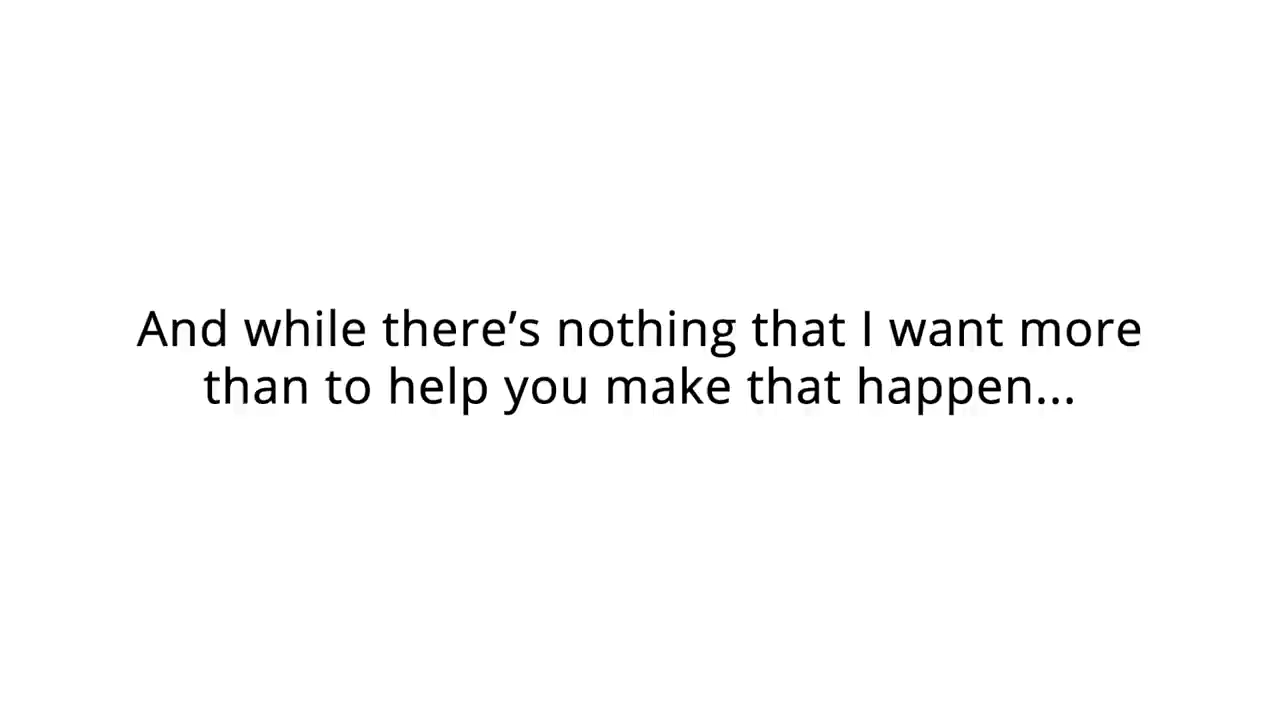 And while there’s nothing that I want more
than to help you make that happen...